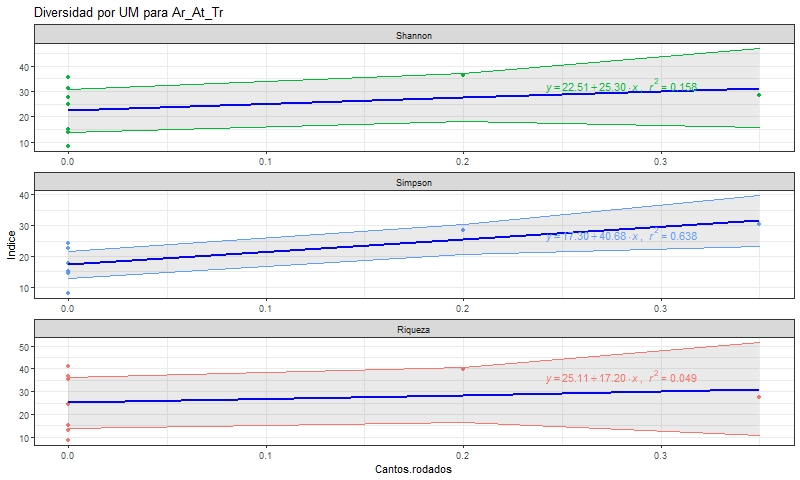 Diversidad por UM para Ar_At_Tr
Shannon
40
30
20
10
y = 22.51 + 25.30 · x , r² = 0.158
0.0 0.1 0.2 0.3
Simpson
40
30
20
10
y = 17.30 + 40.68 · x , r² = 0.638
0.0 0.1 0.2 0.3
Indice
Riqueza
50
40
30
20
10
y = 25.11 + 17.20 · x , r² = 0.049
0.0 0.1 0.2 0.3
Cantos.rodados